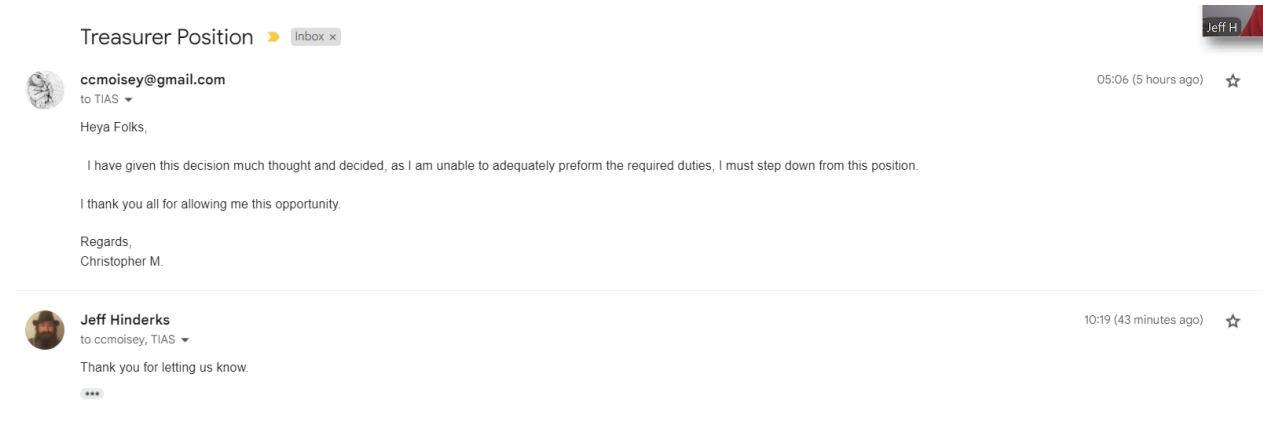 Treasurer Position Inbox ×
Jeff H
ccmoisey@gmail.com 05:06 (5 hours ago)
to TIAS
Heya Folks,
I have given this decision much thought and decided, as I am unable to adequately preform the required duties, I must step down from this position.
I thank you all for allowing me this opportunity.
Regards,
Christopher M.
Jeff Hinderks 10:19 (43 minutes ago)
to ccmoisey, TIAS
Thank you for letting us know.